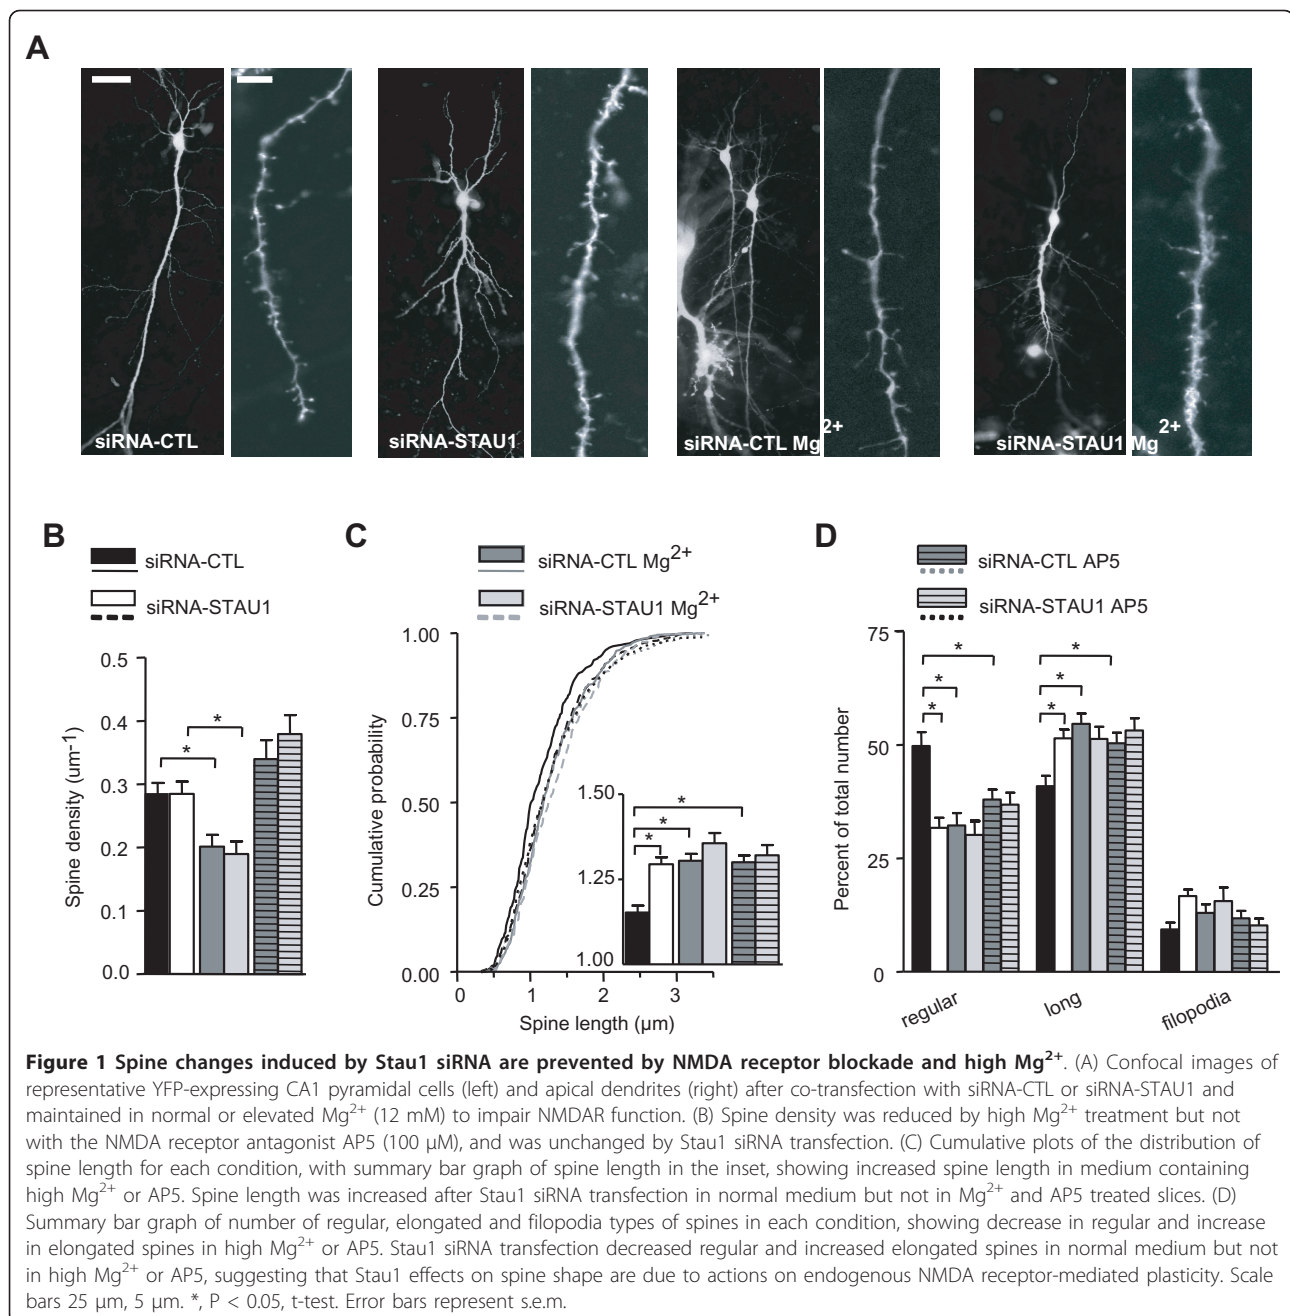 A
siRNA-CTL
siRNA-STAU1
siRNA-CTL Mg2+
siRNA-STAU1 Mg2+
B
siRNA-CTL
siRNA-STAU1
C
siRNA-CTL Mg2+
siRNA-STAU1 Mg2+
D
siRNA-CTL AP5
siRNA-STAU1 AP5
Spine density (um-1)
0.5
0.4
0.3
0.2
0.1
0.0
*
*
Cumulative probability
1.00
0.75
0.50
0.25
0.00
0
1
2
3
Spine length (µm)
1.50
1.25
1.00
*
*
*
Percent of total number
75
50
25
0
*
*
*
*
*
*
regular
long
filopodia
Figure 1 Spine changes induced by Stau1 siRNA are prevented by NMDA receptor blockade and high Mg2+. (A) Confocal images of
representative YFP-expressing CA1 pyramidal cells (left) and apical dendrites (right) after co-transfection with siRNA-CTL or siRNA-STAU1 and
maintained in normal or elevated Mg2+ (12 mM) to impair NMDAR function. (B) Spine density was reduced by high Mg2+ treatment but not
with the NMDA receptor antagonist AP5 (100 µM), and was unchanged by Stau1 siRNA transfection. (C) Cumulative plots of the distribution of
spine length for each condition, with summary bar graph of spine length in the inset, showing increased spine length in medium containing
high Mg2+ or AP5. Spine length was increased after Stau1 siRNA transfection in normal medium but not in Mg2+ and AP5 treated slices. (D)
Summary bar graph of number of regular, elongated and filopodia types of spines in each condition, showing decrease in regular and increase
in elongated spines in high Mg2+ or AP5. Stau1 siRNA transfection decreased regular and increased elongated spines in normal medium but not
in high Mg2+ or AP5, suggesting that Stau1 effects on spine shape are due to actions on endogenous NMDA receptor-mediated plasticity. Scale
bars 25 µm, 5 µm. *, P < 0.05, t-test. Error bars represent s.e.m.